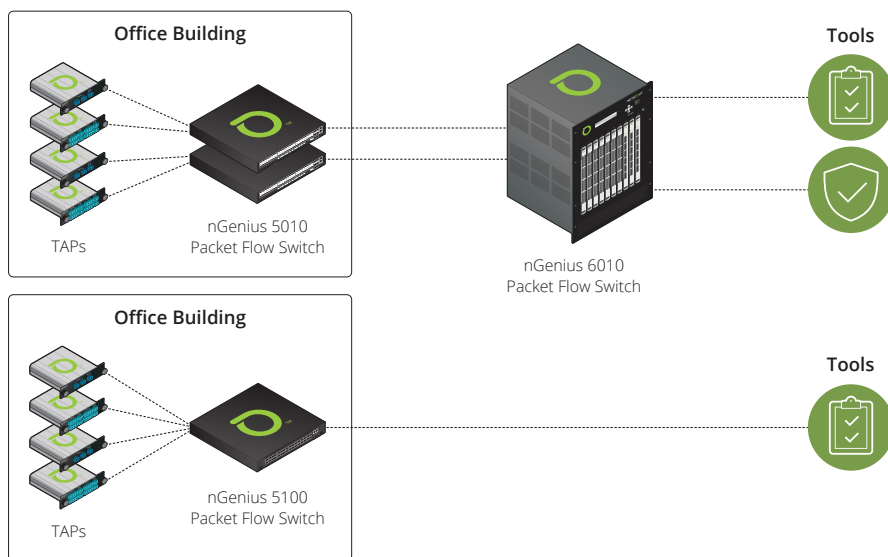 Office Building
Tools
TAPs
nGenius 5010
Packet Flow Switch
nGenius 6010
Packet Flow Switch
Office Building
Tools
TAPs
nGenius 5100
Packet Flow Switch